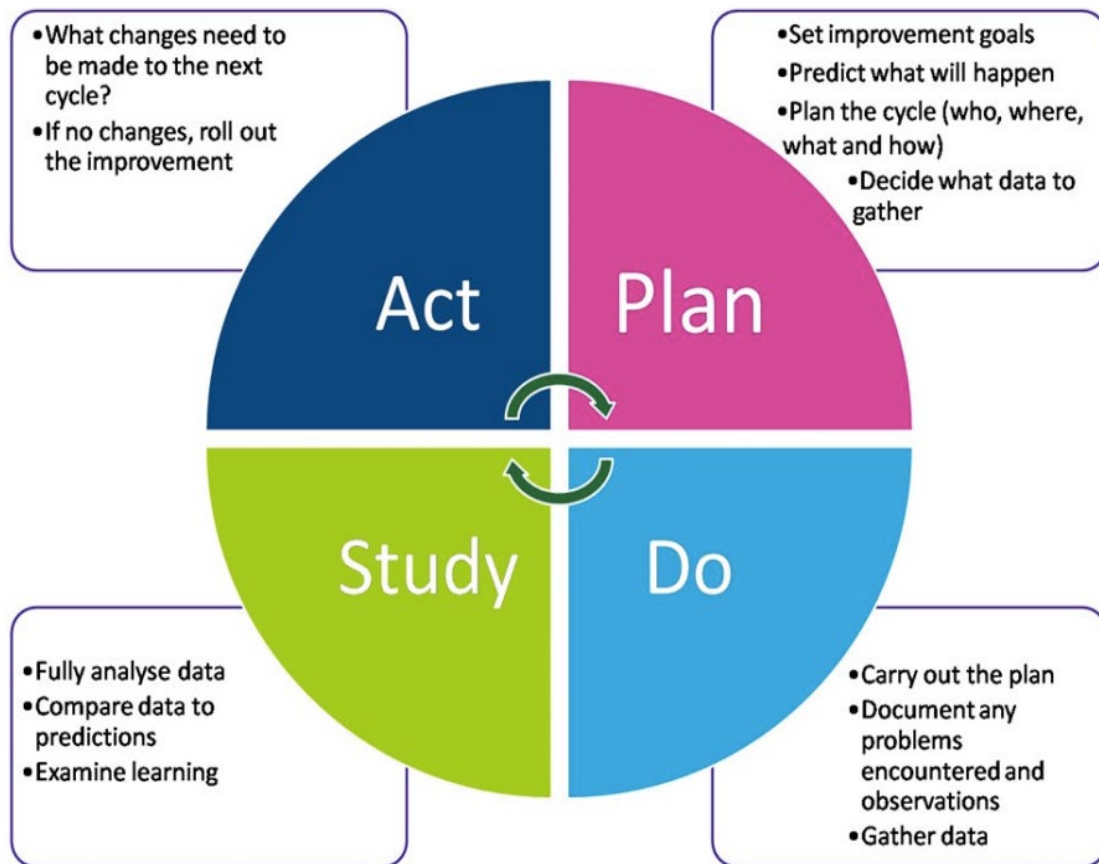 •What changes need to
be made to the next
cycle?
•If no changes, roll out
the improvement
•Set improvement goals
•Predict what will happen
•Plan the cycle (who, where,
what and how)
•Decide what data to
gather
Act
Plan
Study
Do
•Fully analyse data
•Compare data to
predictions
•Examine learning
•Carry out the plan
•Document any
problems
encountered and
observations
•Gather data